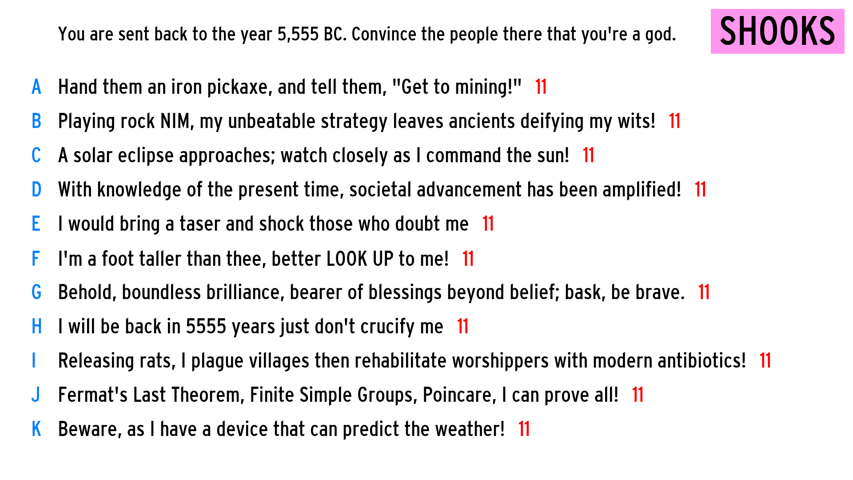 You are sent back to the year 5,555 BC. Convince the people there that you're a god.
SHOOKS
A Hand them an iron pickaxe, and tell them, "Get to mining!" 11
B Playing rock NIM, my unbeatable strategy leaves ancients deifying my wits! 11
C A solar eclipse approaches; watch closely as I command the sun! 11
D With knowledge of the present time, societal advancement has been amplified! 11
E I would bring a taser and shock those who doubt me 11
F I'm a foot taller than thee, better LOOK UP to me! 11
G Behold, boundless brilliance, bearer of blessings beyond belief; bask, be brave. 11
H I will be back in 5555 years just don't crucify me 11
I Releasing rats, I plague villages then rehabilitate worshippers with modern antibiotics! 11
J Fermat's Last Theorem, Finite Simple Groups, Poincare, I can prove all! 11
K Beware, as I have a device that can predict the weather! 11